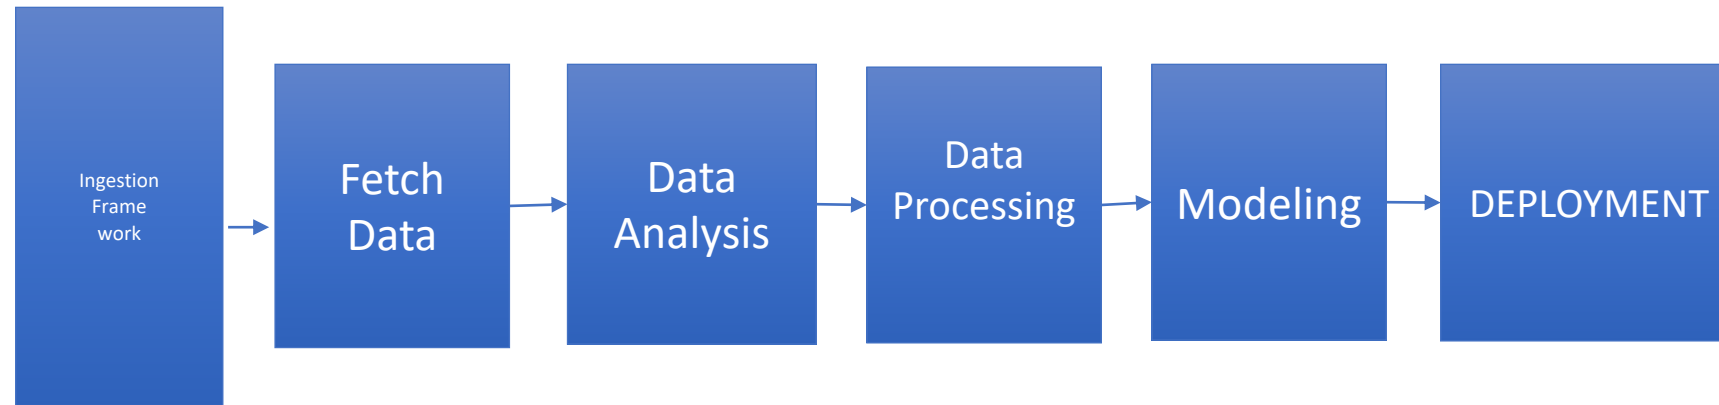 Ingestion
Frame
work
Fetch
Data
Data
Analysis
Data
Processing
Modeling
DEPLOYMENT